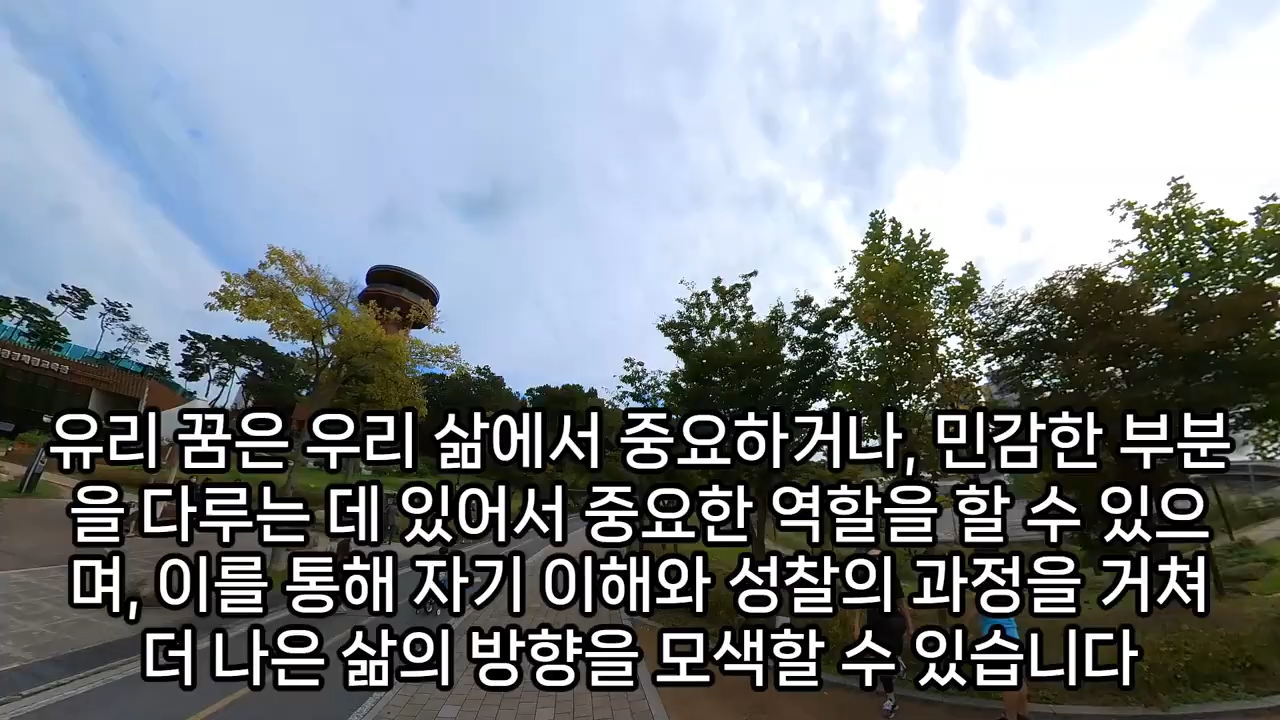 유리 꿈은 우리 삶에서 중요하거나, 민감한 부분
을 다루는 데 있어서 중요한 역할을 할 수 있으
며, 이를 통해 자기 이해와 성찰의 과정을 거쳐
더 나은 삶의 방향을 모색할 수 있습니다